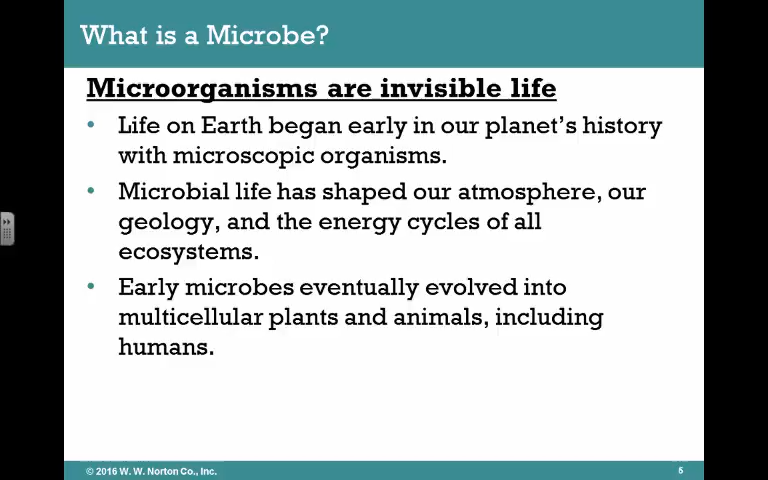 What is a Microbe?
Microorganisms are invisible life
• Life on Earth began early in our planet’s history
with microscopic organisms.
• Microbial life has shaped our atmosphere, our
geology, and the energy cycles of all
ecosystems.
• Early microbes eventually evolved into
multicellular plants and animals, including
humans.
© 2016 W. W. Norton Co., Inc.
5